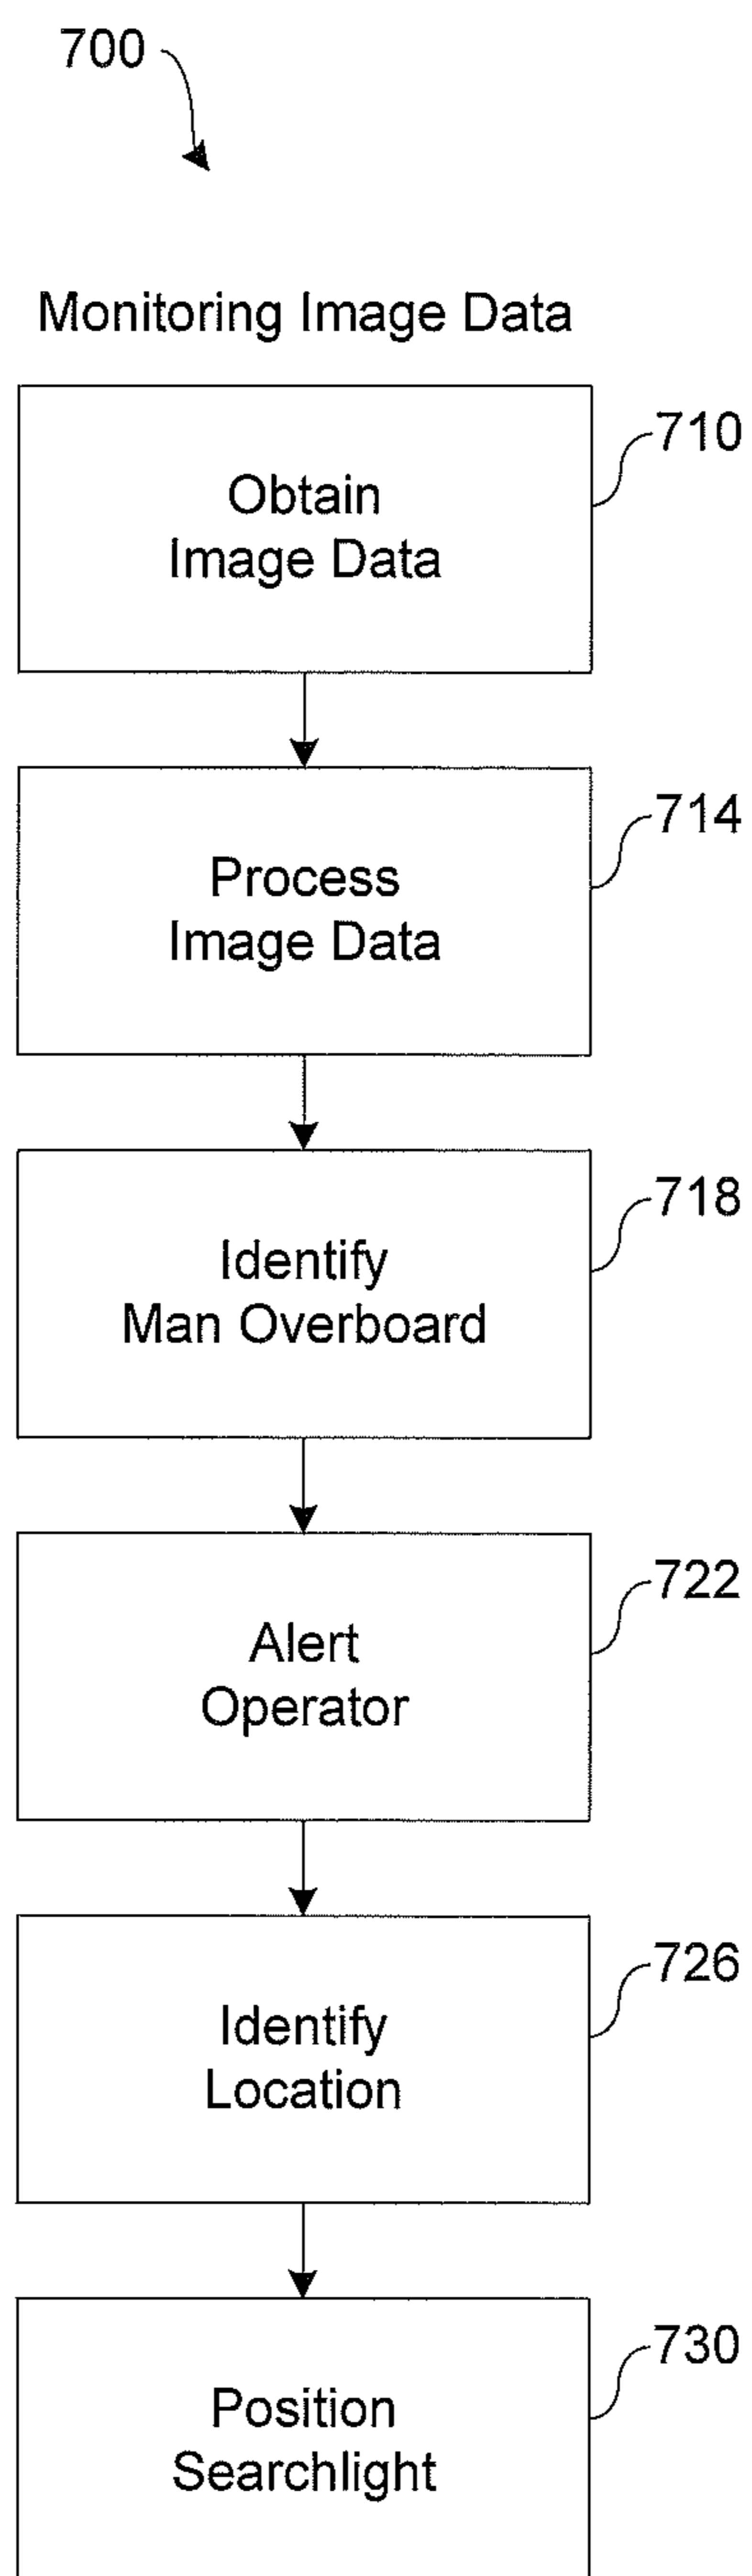 700
Monitoring Image Data
710
Obtain
Image Data
714
Process
Image Data
718
Identify
Man Overboard
722
Alert
Operator
726
Identify
Location
730
Position
Searchlight